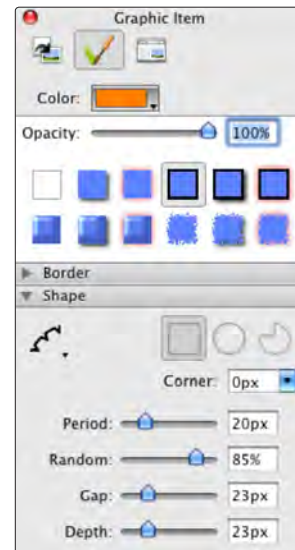 Graphic Item
Color:
Opacity: 100%
Border
Shape
Corner: 0px
Period: 20px
Random: 85%
Gap: 23px
Depth: 23px